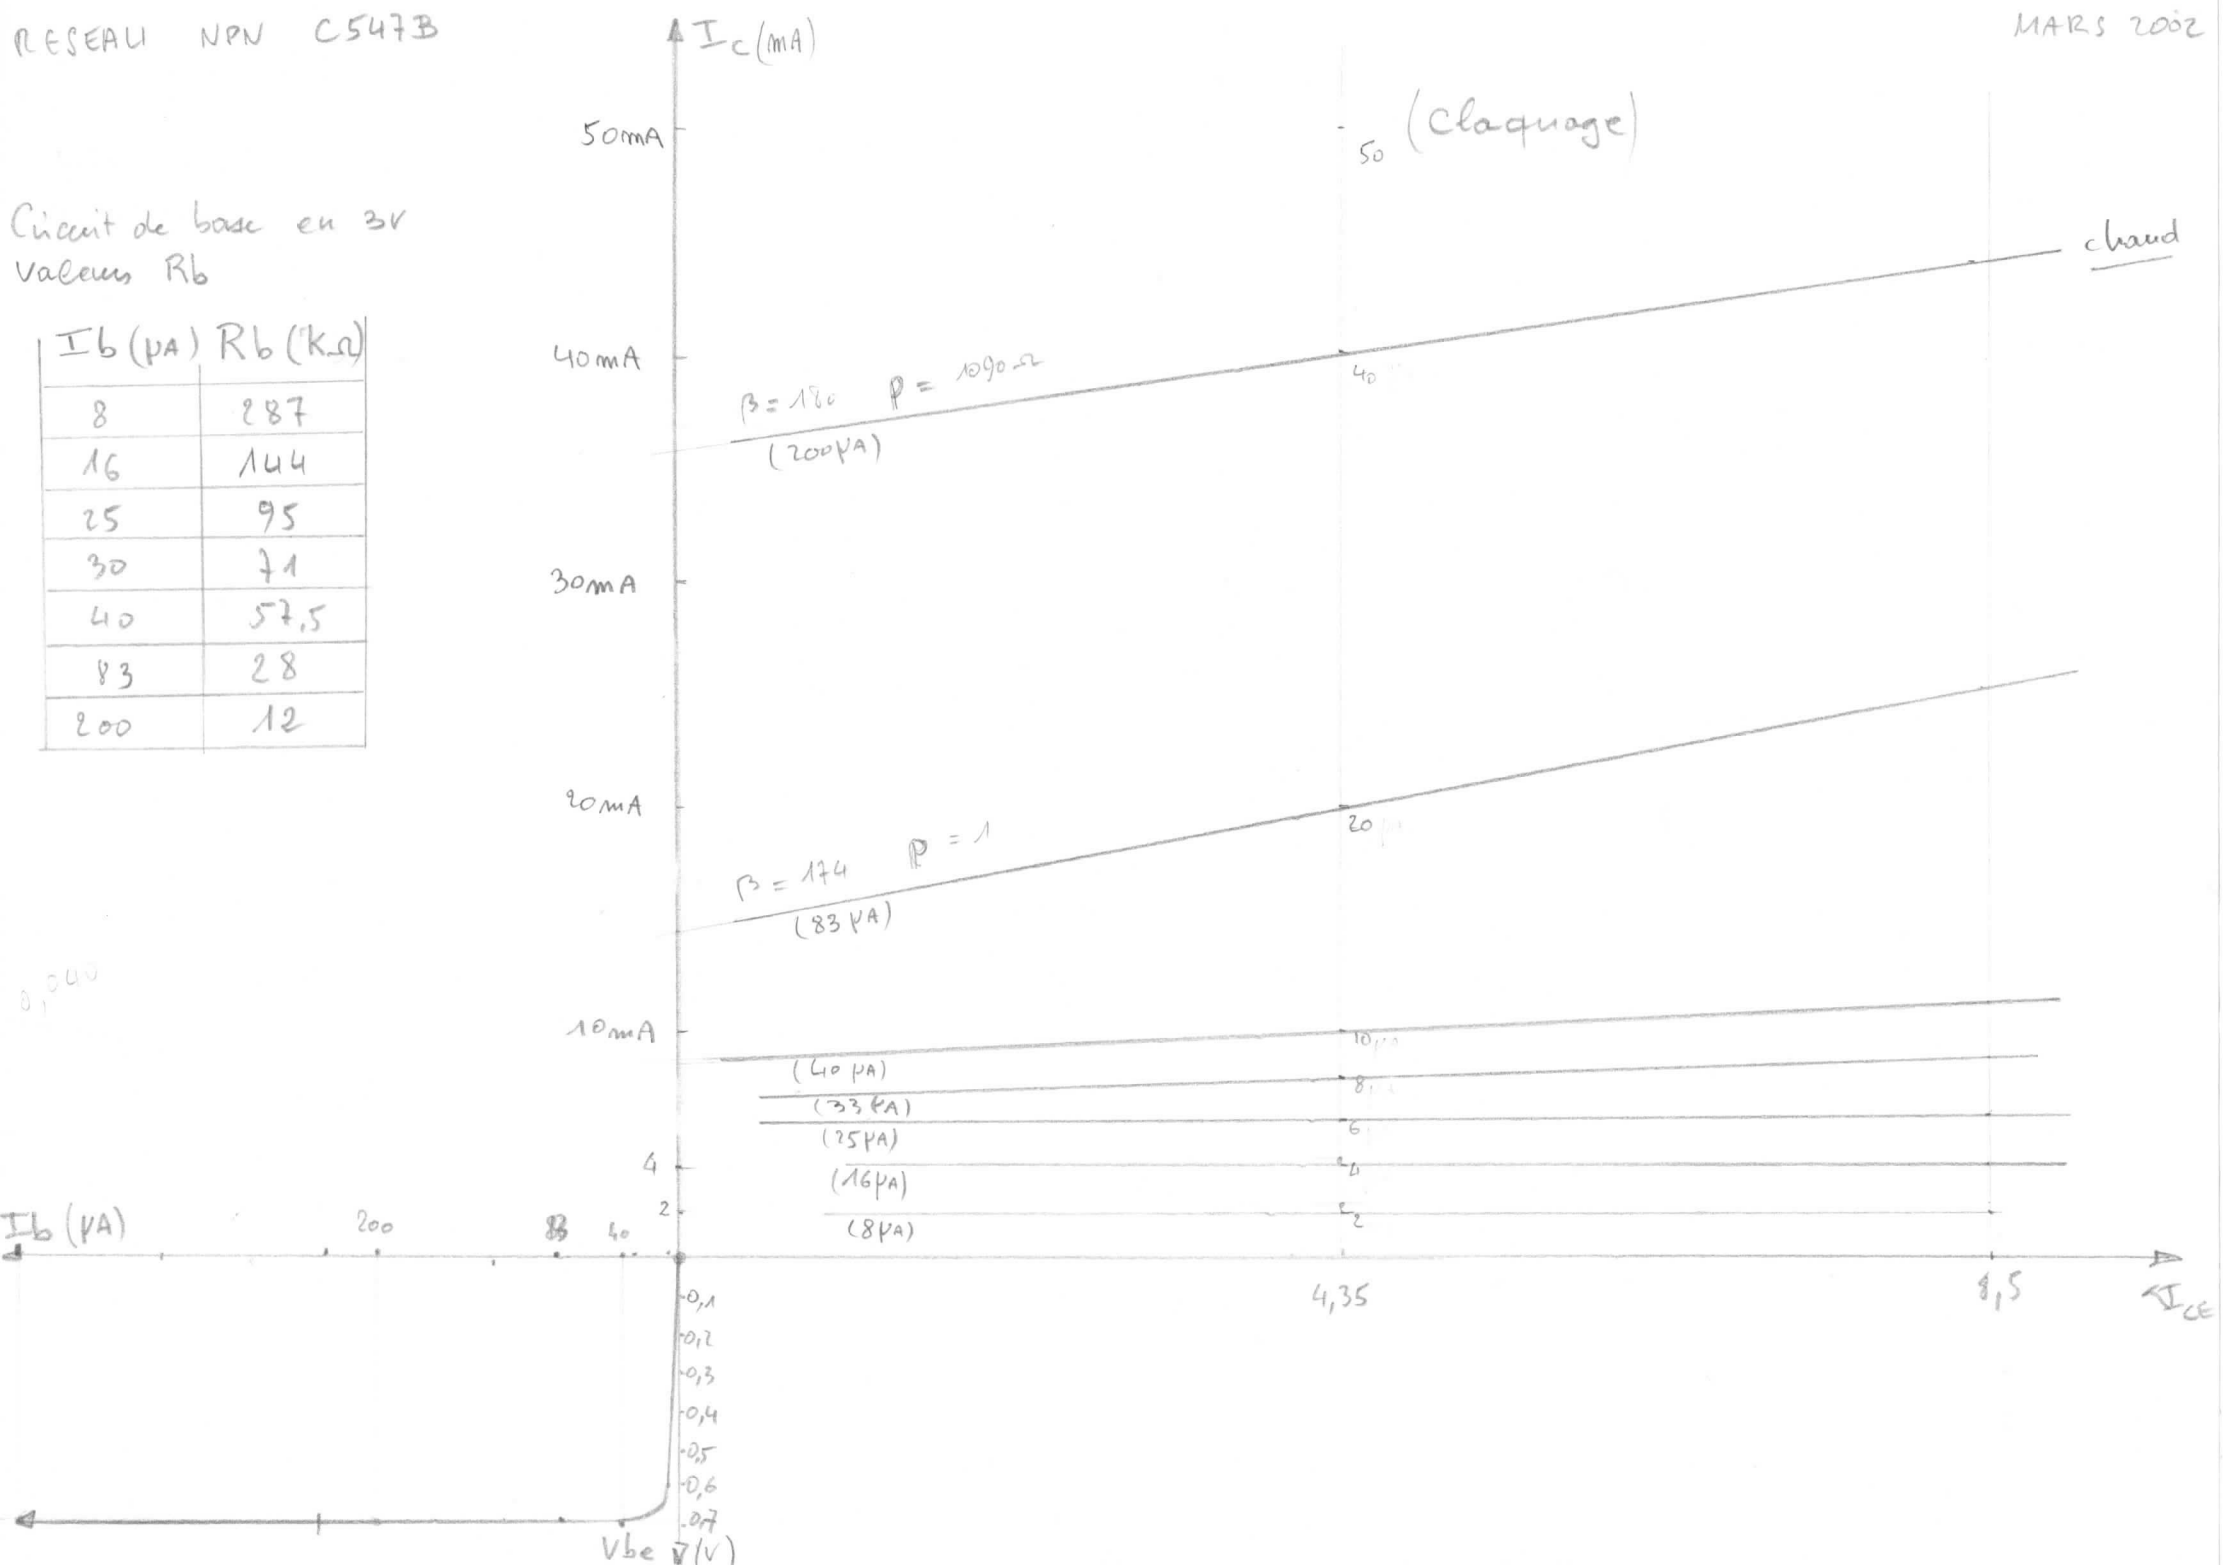 RESEAU NPN C547B
MARS 2002
Circuit de base en 3V
Valeurs Rb
Ib (µA) Rb (KΩ)
8 287
16 144
25 95
30 71
40 57,5
83 28
200 12
0,040
Ic (mA)
50mA
40mA
30mA
20mA
10mA
4
2
50 (Claquage)
chaud
β = 180 ρ = 1090 Ω
(200µA)
40
β = 174 ρ = 1
(83µA)
20
(40µA)
10
(33µA)
8
(25µA)
6
(16µA)
4
(8µA)
2
Ib (µA)
200
83
40
4,35
8,5
ICE
0,1
0,2
0,3
0,4
0,5
0,6
0,7
Vbe (V)